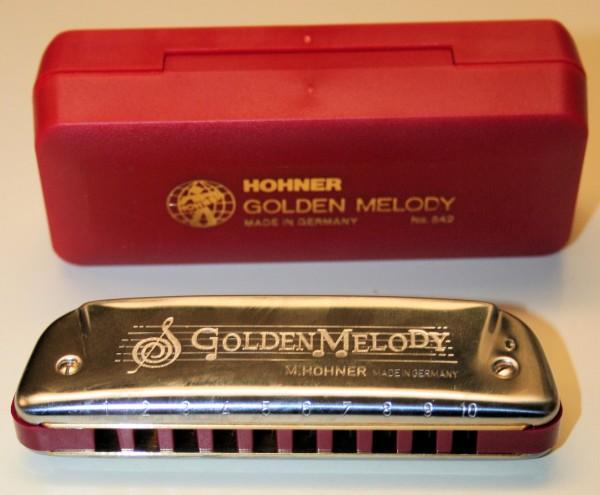 HOHNER
GOLDEN MELODY
MADE IN GERMANY No. 542
GOLDEN MELODY
M. HOHNER MADE IN GERMANY
1 2 3 4 5 6 7 8 9 10